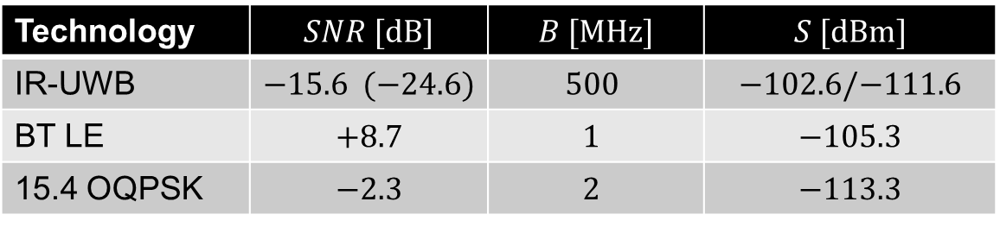 Technology SNR [dB] B [MHz] S [dBm]
IR-UWB −15.6 (−24.6) 500 −102.6/−111.6
BT LE +8.7 1 −105.3
15.4 OQPSK −2.3 2 −113.3